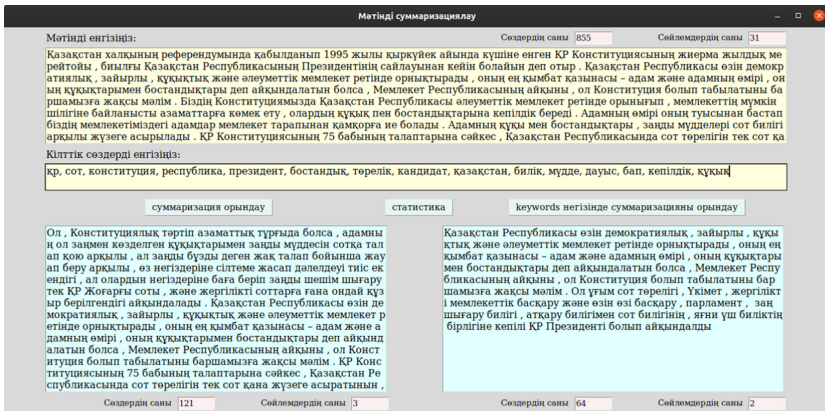 Мәтінді суммаризациялау
Мәтінді енгізіңіз:
Сөздердің саны 855
Сөйлемдердің саны 31
Қазақстан халқының референдумында қабылданып 1995 жылы қыркүйек айында күшіне енген ҚР Конституциясының жиерма жылдық ме
рейтойы , биылғы Қазақстан Республикасының Президентінің сайлауынан кейін болайын деп отыр . Қазақстан Республикасы өзін демокр
атиялық , зайырлы , құқықтық және әлеуметтік мемлекет ретінде орнықтырады , оның ең қымбат қазынасы – адам және адамның өмірі , он
ың құқықтарымен бостандықтары деп айқындалатын болса , Мемлекет Республикасының айқыны , ол Конституция болып табылатыны ба
ршамызға жақсы мәлім . Біздің Конституциямызда Қазақстан Республикасы әлеуметтік мемлекет ретінде орынығып , мемлекеттің мүмкін
шілігіне байланысты азаматтарға көмек ету , олардың құқық пен бостандықтарына кепілдік береді . Адамның өмірі оның туысынан бастап
біздің мемлекетіміздегі адамдар мемлекет тарапынан қамқорға ие болады . Адамның құқы мен бостандықтары , заңды мүдделері сот билігі
арқылы жүзеге асырылады . ҚР Конституциясының 75 бабының талаптарына сәйкес , Қазақстан Республикасында сот төрелігін тек сот қа
Кілттік сөздерді енгізіңіз:
қр, сот, конституция, республика, президент, бостандық, төрелік, кандидат, қазақстан, билік, мүдде, дауыс, бап, кепілдік, құқық
суммаризация орындау
статистика
keywords негізінде суммаризацияны орындау
Ол , Конституциялық тәртіп азаматтық тұрғыда болса , адамны
ң ол заңмен көзделген құқықтарымен заңды мүддесін сотқа тал
ап қою арқылы , ал заңды бұзды деген жақ талап бойынша жау
ап беру арқылы , өз негіздеріне сілтеме жасап дәлелдеуі тиіс ек
ендігі , ал олардын негіздеріне баға беріп заңды шешім шығару
тек ҚР Жоғарғы соты , және жергілікті соттарға ғана ондай құз
ыр берілгендігі айқындалады . Қазақстан Республикасы өзін де
мократиялық , зайырлы , құқықтық және әлеуметтік мемлекет р
етінде орнықтырады , оның ең қымбат қазынасы – адам және а
дамның өмірі , оның құқықтарымен бостандықтары деп айқынд
алатын болса , Мемлекет Республикасының айқыны , ол Конст
итуция болып табылатыны баршамызға жақсы мәлім . ҚР Конс
титуциясының 75 бабының талаптарына сәйкес , Қазақстан Ре
спубликасында сот төрелігін тек сот қана жүзеге асыратынын ,
Қазақстан Республикасы өзін демократиялық , зайырлы , құқы
қтық және әлеуметтік мемлекет ретінде орнықтырады , оның ең
қымбат қазынасы – адам және адамның өмірі , оның құқықтары
мен бостандықтары деп айқындалатын болса , Мемлекет Респу
бликасының айқыны , ол Конституция болып табылатыны бар
шамызға жақсы мәлім . Ол ұғым сот төрелігі , Үкімет , жергілікт
і мемлекеттік басқару және өзін өзі басқару , парламент , заң
шығару билігі , атқару билігімен сот билігінің , яғни үш биліктің
бірлігіне кепілі ҚР Президенті болып айқындалды
Сөздердің саны 121
Сөйлемдердің саны 3
Сөздердің саны 64
Сөйлемдердің саны 2